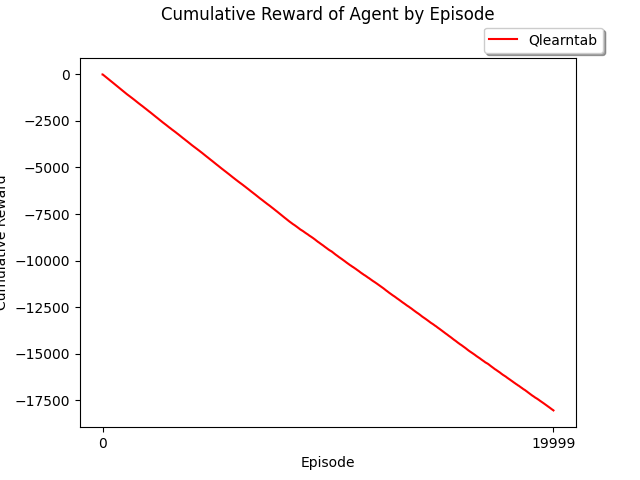 Cumulative Reward of Agent by Episode
Qlearntab
0
−2500
−5000
−7500
−10000
−12500
−15000
−17500
Cumulative Reward
0
19999
Episode